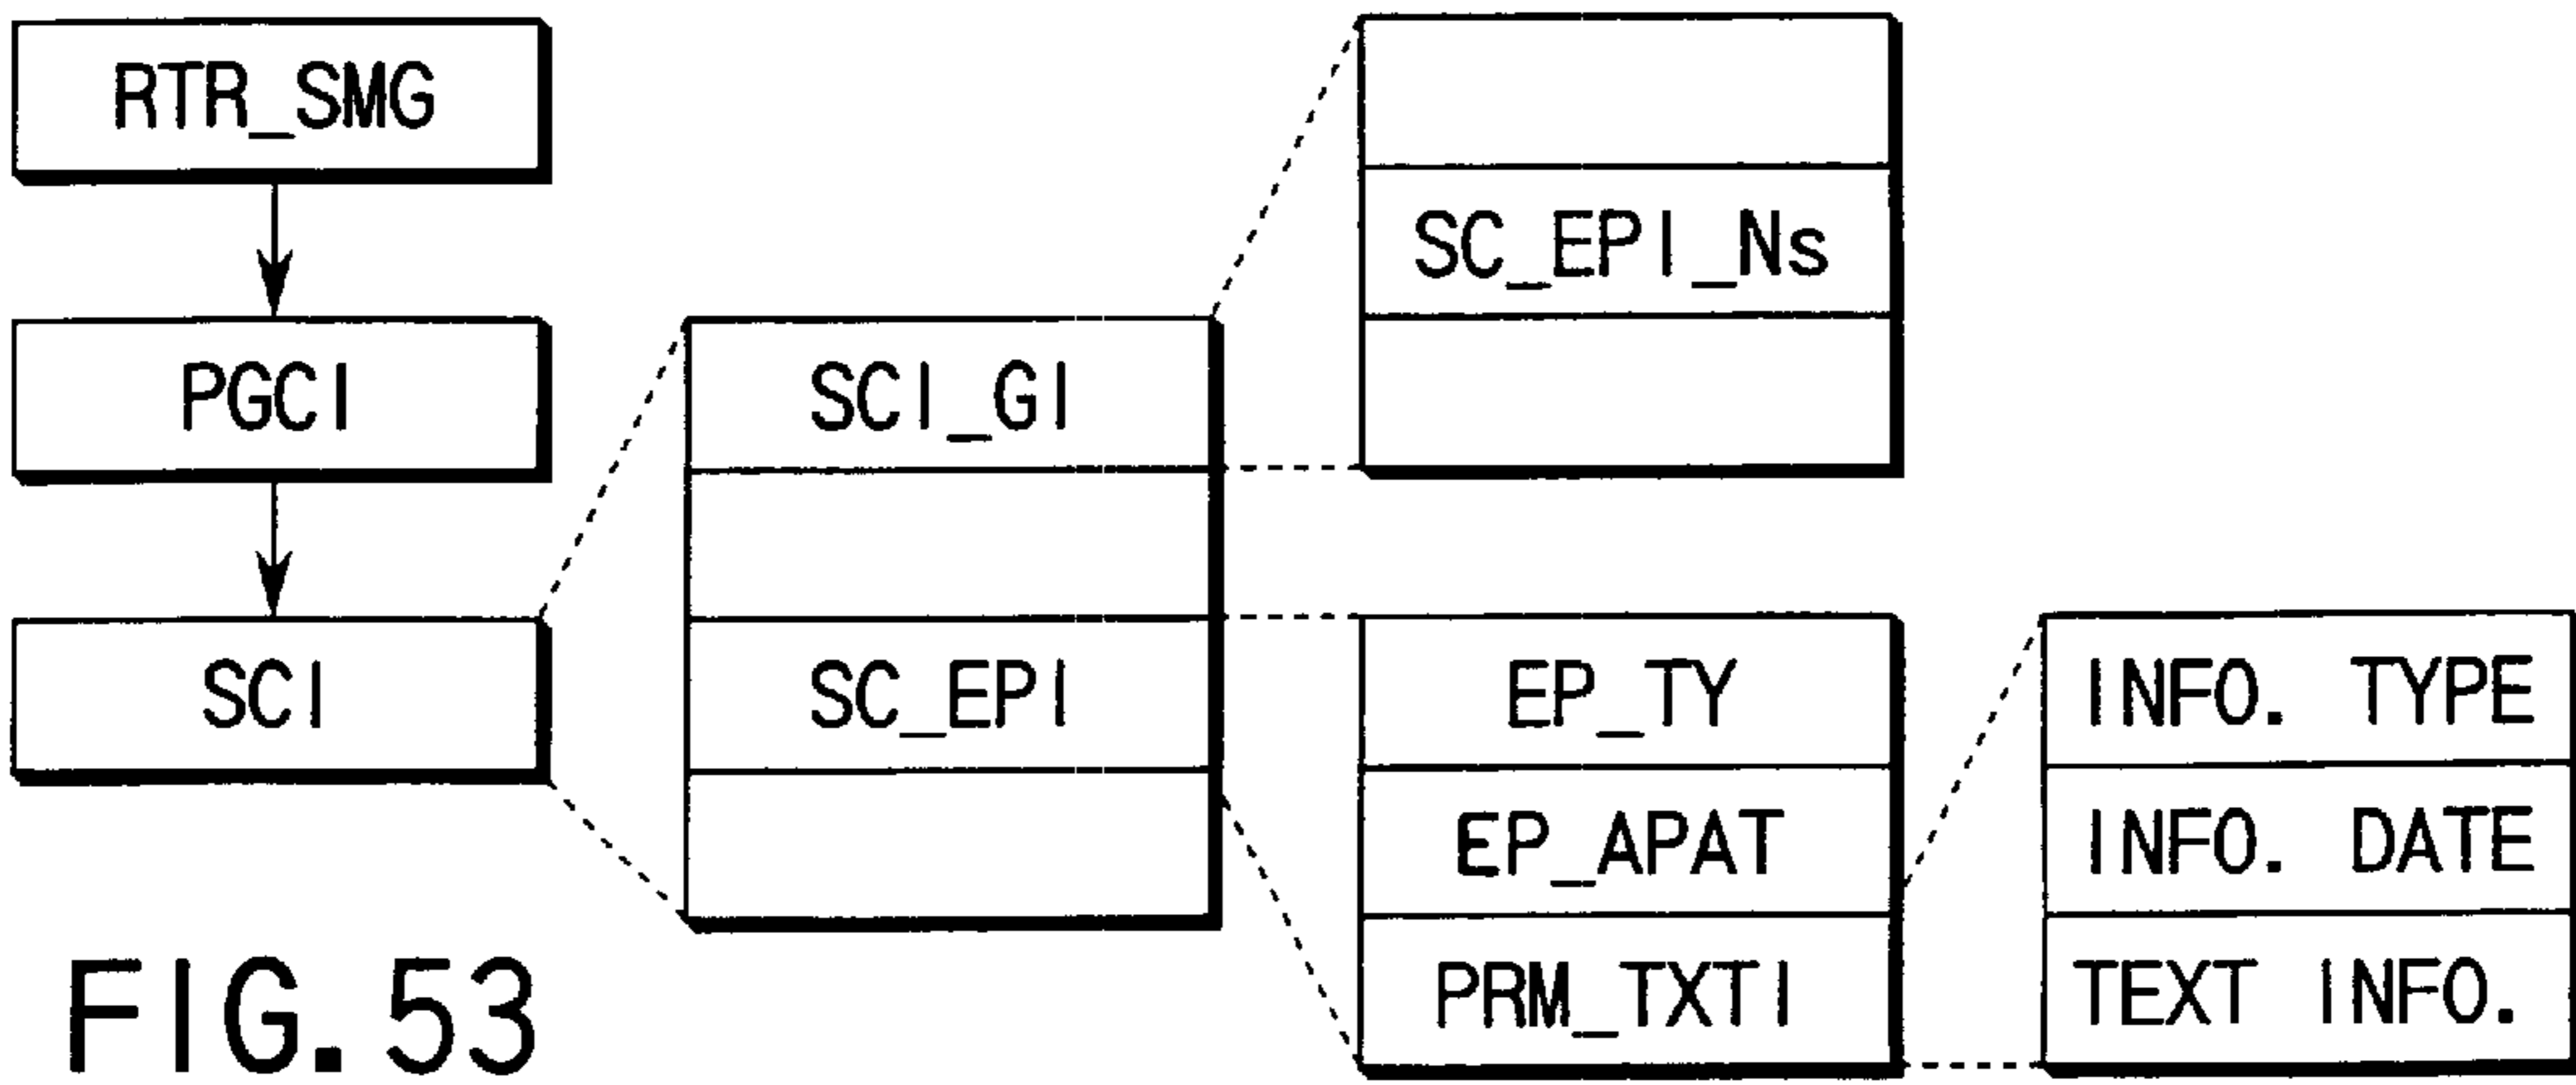 RTR_SMG
PGCI
SCI
SCI_GI
SC_EPI
SC_EPI_Ns
EP_TY
EP_APAT
PRM_TXTI
INFO. TYPE
INFO. DATE
TEXT INFO.
FIG. 53